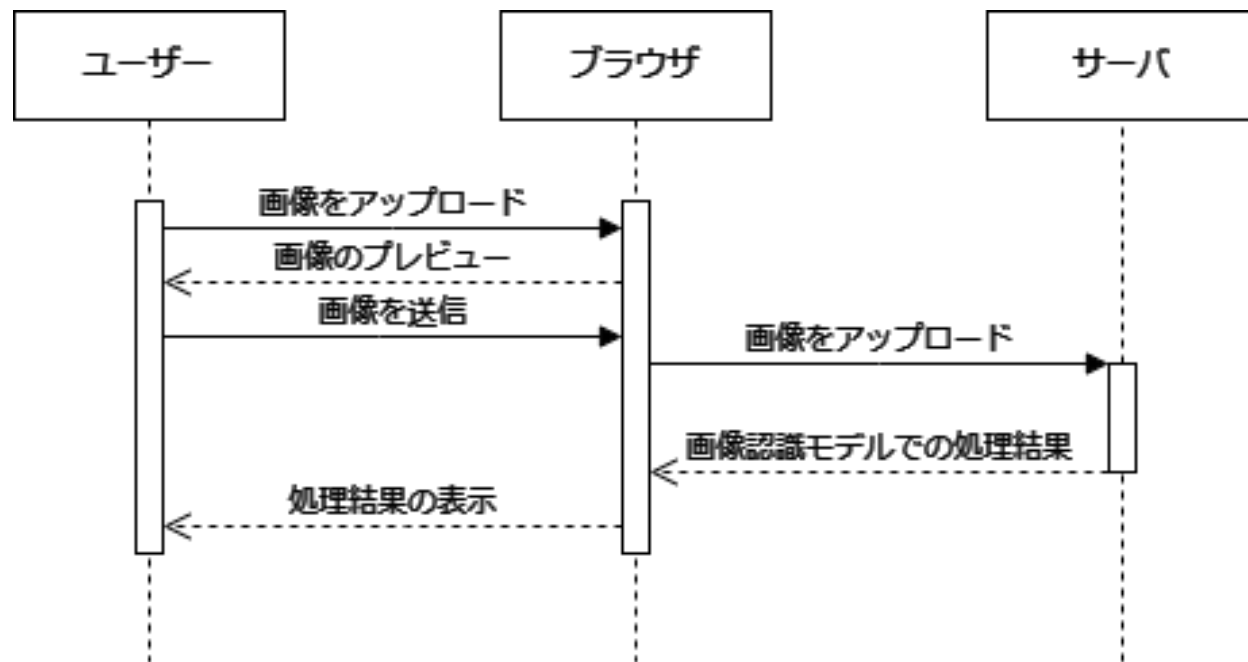 ユーザー
ブラウザ
サーバ
画像をアップロード
画像のプレビュー
画像を送信
画像をアップロード
画像認識モデルでの処理結果
処理結果の表示